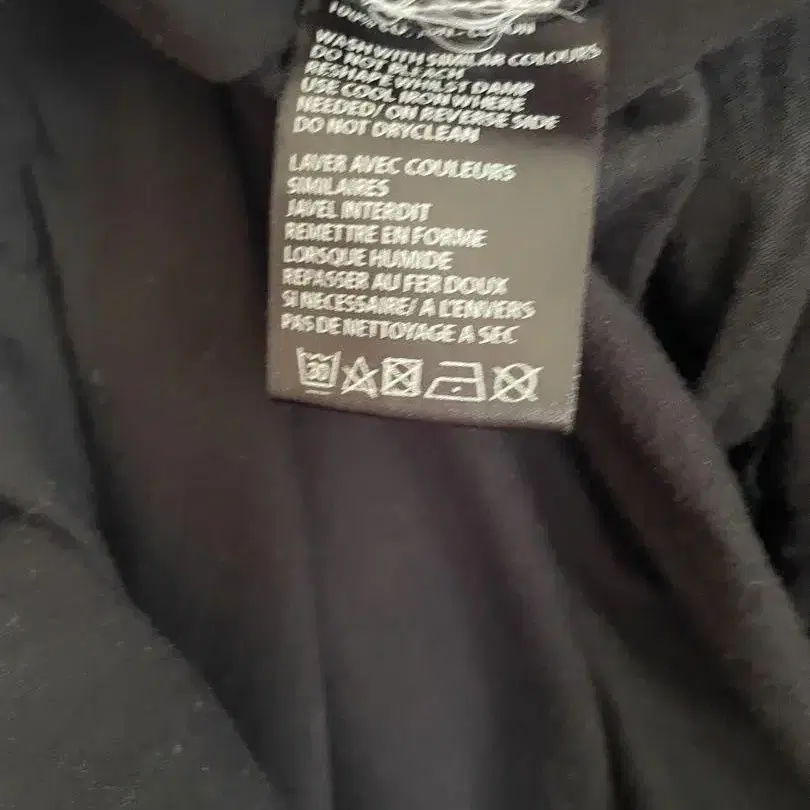 WASH WITH SIMILAR COLOURS
DO NOT BLEACH
RESHAPE WHILST DAMP
USE COOL IRON WHERE
NEEDED/ ON REVERSE SIDE
DO NOT DRYCLEAN
LAVER AVEC COULEURS
SIMILAIRES
JAVEL INTERDIT
REMETTRE EN FORME
LORSQUE HUMIDE
REPASSER AU FER DOUX
SI NECESSAIRE/ A L'ENVERS
PAS DE NETTOYAGE A SEC
30